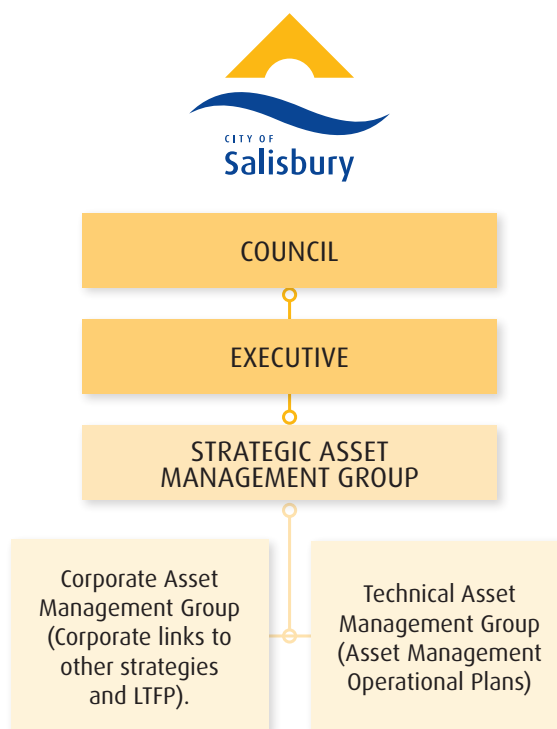 CITY OF
Salisbury
COUNCIL
EXECUTIVE
STRATEGIC ASSET
MANAGEMENT GROUP
Corporate Asset
Management Group
(Corporate links to
other strategies
and LTFP).
Technical Asset
Management Group
(Asset Management
Operational Plans)